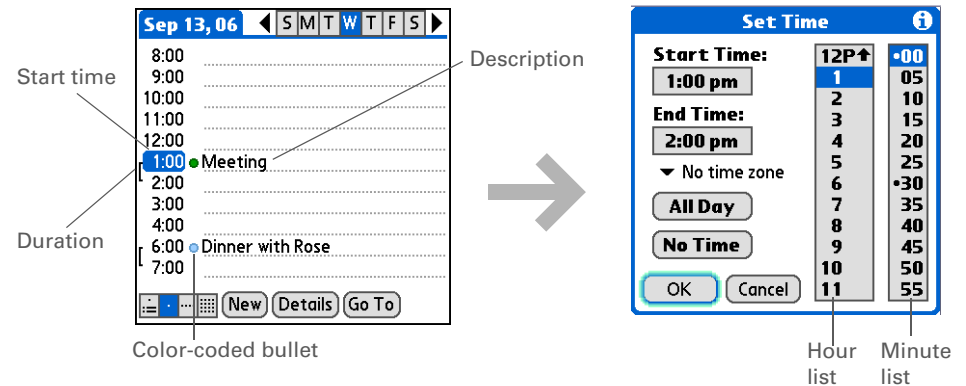 Sep 13, 06 S M T W T F S
8:00
9:00
10:00
11:00
12:00
1:00 Meeting
2:00
3:00
4:00
6:00 Dinner with Rose
7:00
New Details Go To
Start time
Duration
Description
Color-coded bullet
Set Time
Start Time:
1:00 pm
End Time:
2:00 pm
No time zone
All Day
No Time
OK Cancel
12P
1
2
3
4
5
6
7
8
9
10
11
•00
05
10
15
20
25
•30
35
40
45
50
55
Hour
list
Minute
list